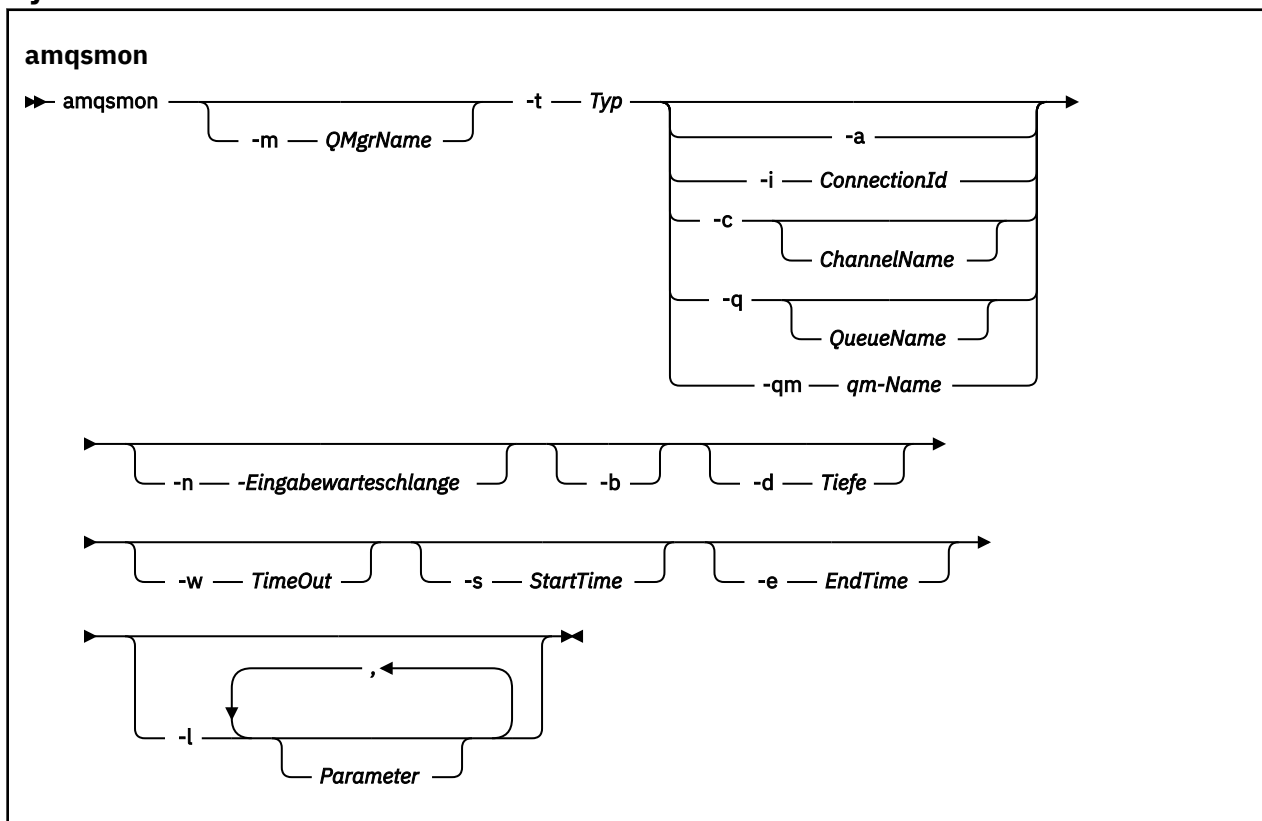 amqsmon
amqsmon -t Typ
-m QMgrName
-a
-i ConnectionId
-c
ChannelName
-q
QueueName
-qm qm-Name
-n -Eingabewarteschlange -b -d Tiefe
-w TimeOut -s StartTime -e EndTime
,
-l
Parameter